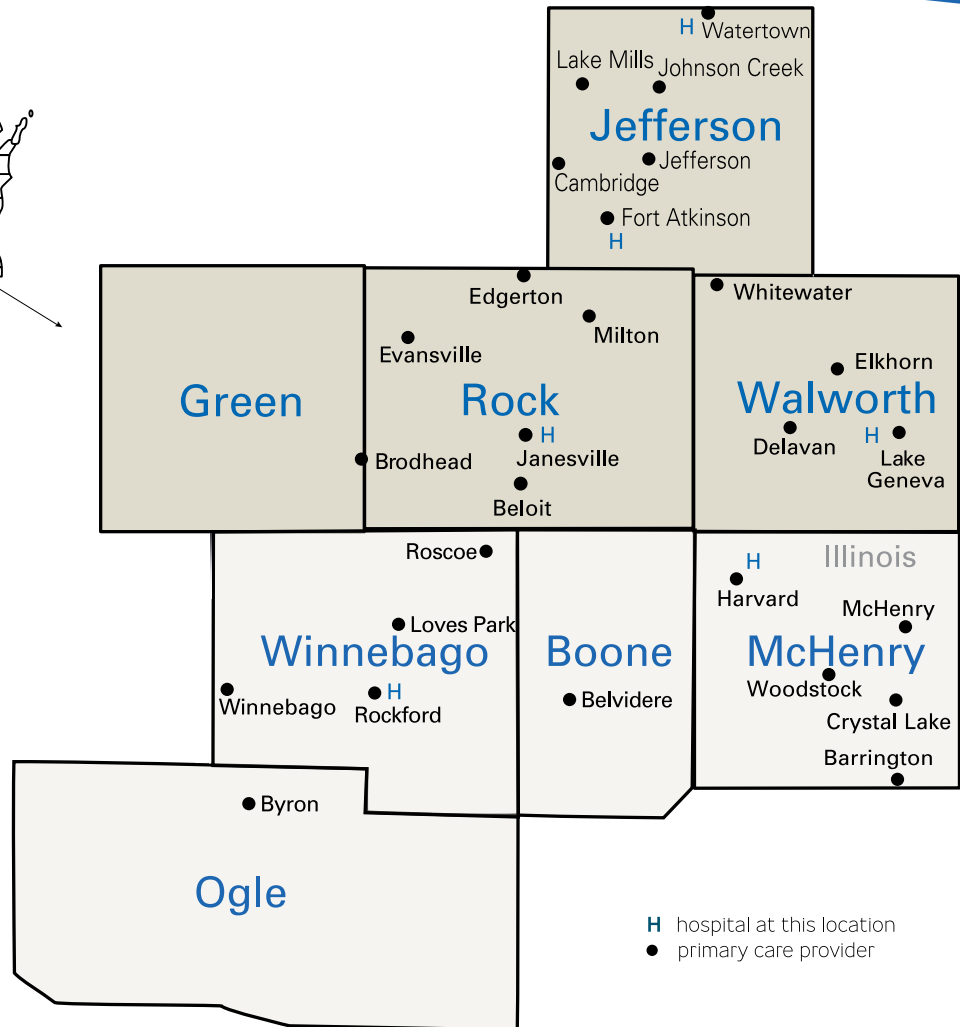 H Watertown
Lake Mills
Johnson Creek
Jefferson
Jefferson
Cambridge
Fort Atkinson
H
Edgerton
Whitewater
Milton
Evansville
Elkhorn
Green
Rock
Walworth
H
Janesville
Delavan
H
Lake
Geneva
Brodhead
Beloit
Roscoe
Illinois
H
Harvard
McHenry
Loves Park
Winnebago
Boone
McHenry
Woodstock
Winnebago
H
Rockford
Belvidere
Crystal Lake
Barrington
Byron
Ogle
H hospital at this location
primary care provider